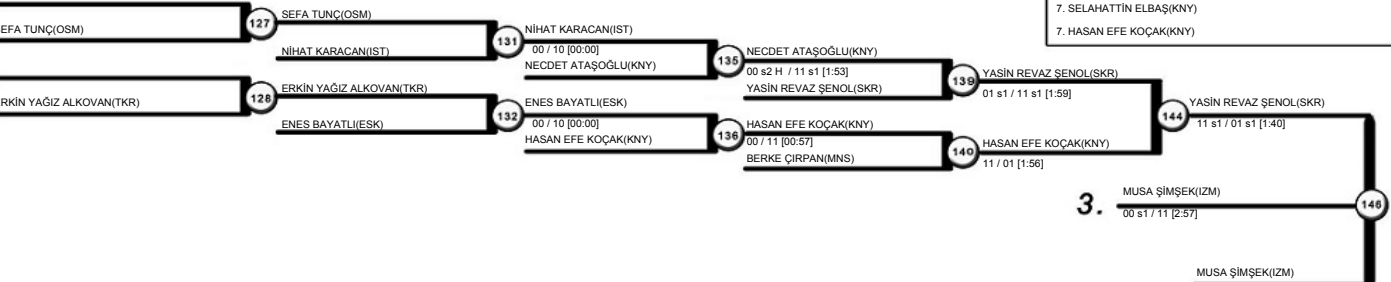 7. SELAHATTİN ELBAŞ(KNY)
7. HASAN EFE KOÇAK(KNY)
127
SEFA TUNÇ(OSM)
EFA TUNÇ(OSM)
NİHAT KARACAN(IST)
131
NİHAT KARACAN(IST)
00 / 10 [00:00]
NECDET ATAŞOĞLU(KNY)
135
NECDET ATAŞOĞLU(KNY)
00 s2 H / 11 s1 [1:53]
YASİN REVAZ ŞENOL(SKR)
139
YASİN REVAZ ŞENOL(SKR)
01 s1 / 11 s1 [1:59]
RKİN YAĞIZ ALKOVAN(TKR)
128
ERKİN YAĞIZ ALKOVAN(TKR)
ENES BAYATLI(ESK)
132
ENES BAYATLI(ESK)
00 / 10 [00:00]
HASAN EFE KOÇAK(KNY)
136
HASAN EFE KOÇAK(KNY)
00 / 11 [00:57]
BERKE ÇIRPAN(MNS)
140
HASAN EFE KOÇAK(KNY)
11 / 01 [1:56]
144
YASİN REVAZ ŞENOL(SKR)
11 s1 / 01 s1 [1:40]
3.
MUSA ŞİMŞEK(IZM)
00 s1 / 11 [2:57]
146
MUSA ŞİMŞEK(IZM)